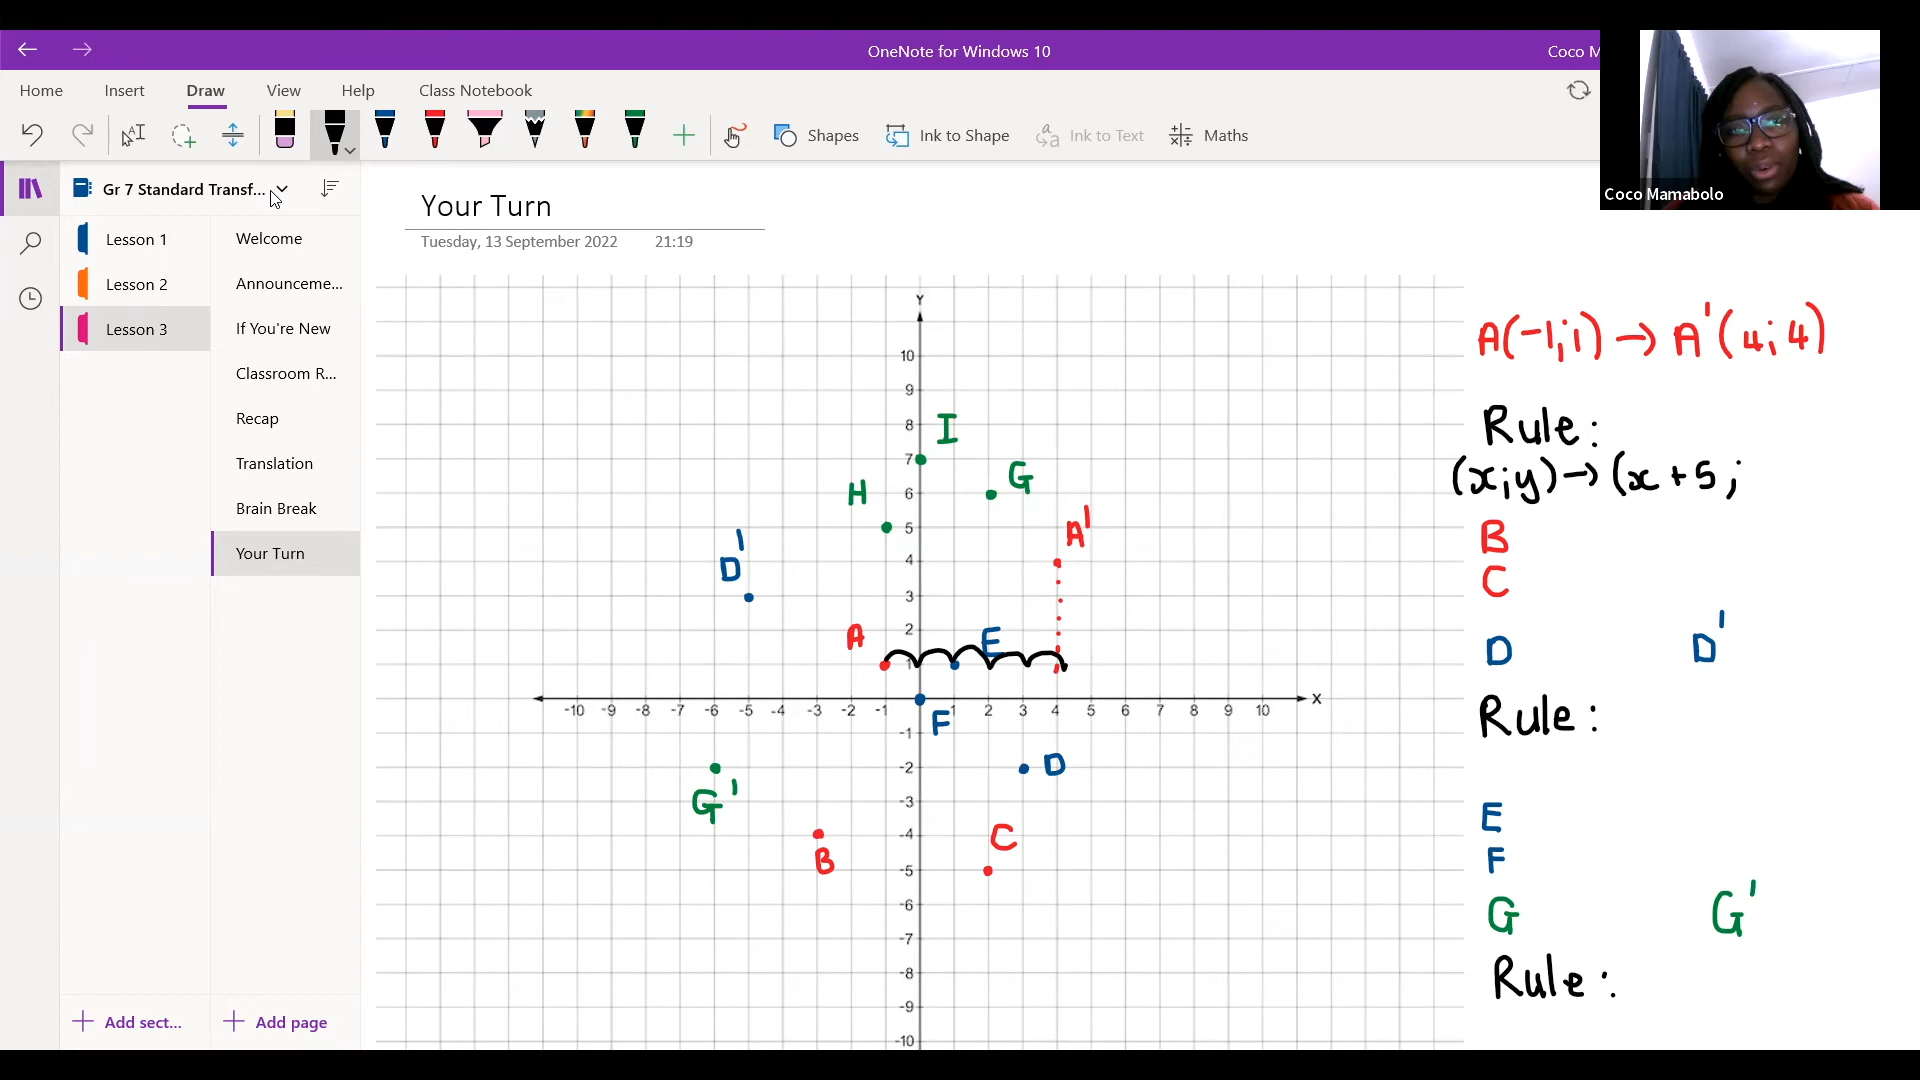 OneNote for Windows 10
Coco M
Home Insert Draw View Help Class Notebook
Shapes Ink to Shape Ink to Text Maths
Coco Mamabolo
Gr 7 Standard Transf...
Lesson 1
Lesson 2
Lesson 3
Welcome
Announceme...
If You're New
Classroom R...
Recap
Translation
Brain Break
Your Turn
Add sect...
Add page
Your Turn
Tuesday, 13 September 2022 21:19
Y
10
9
8
7
6
5
4
3
2
1
-10 -9 -8 -7 -6 -5 -4 -3 -2 -1 1 2 3 4 5 6 7 8 9 10 X
-1
-2
-3
-4
-5
-6
-7
-8
-9
-10
I
G
H
A'
D'
A
E
F
D
G'
B
C
A(-1;1) → A'(4;4)
Rule:
(x;y) → (x + 5;
B
C
D D'
Rule:
E
F
G G'
Rule: